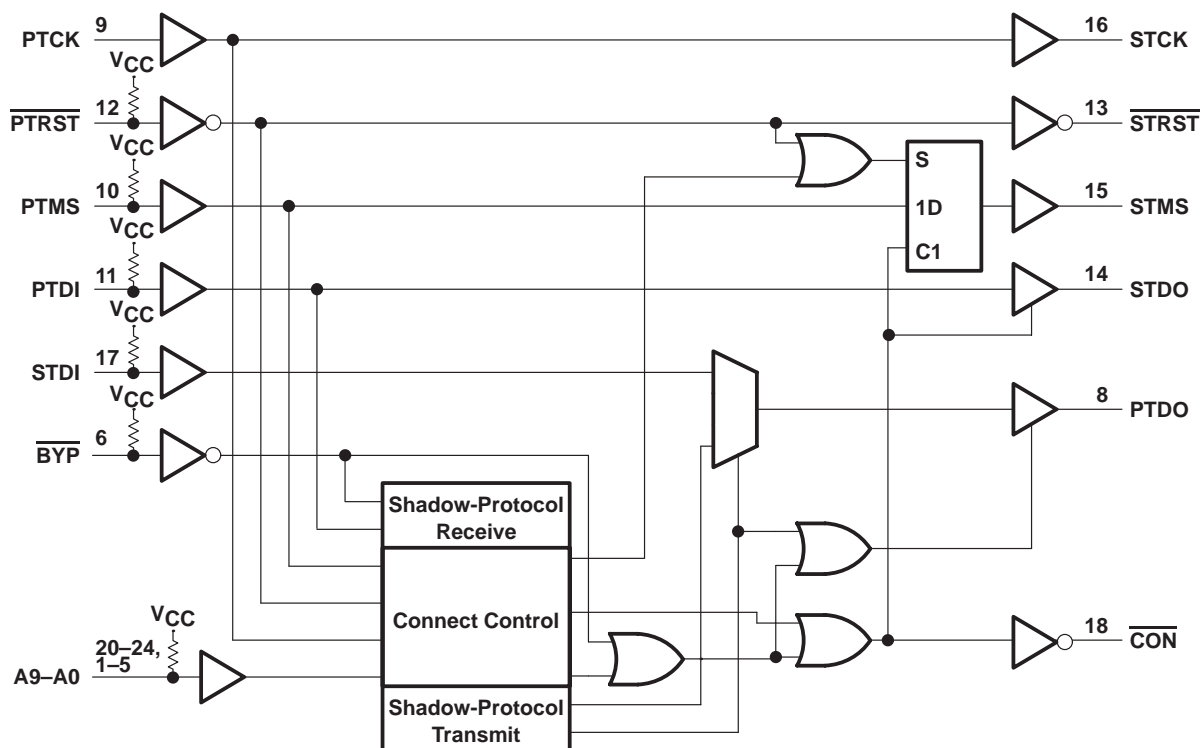 PTCK 9 16 STCK
VCC
PTRST 12 13 STRST
VCC
S
PTMS 10 1D 15 STMS
VCC
C1
PTDI 11 14 STDO
VCC
STDI 17
VCC
8 PTDO
BYP 6
Shadow-Protocol
Receive
Connect Control
VCC
20–24,
1–5
A9–A0
18 CON
Shadow-Protocol
Transmit